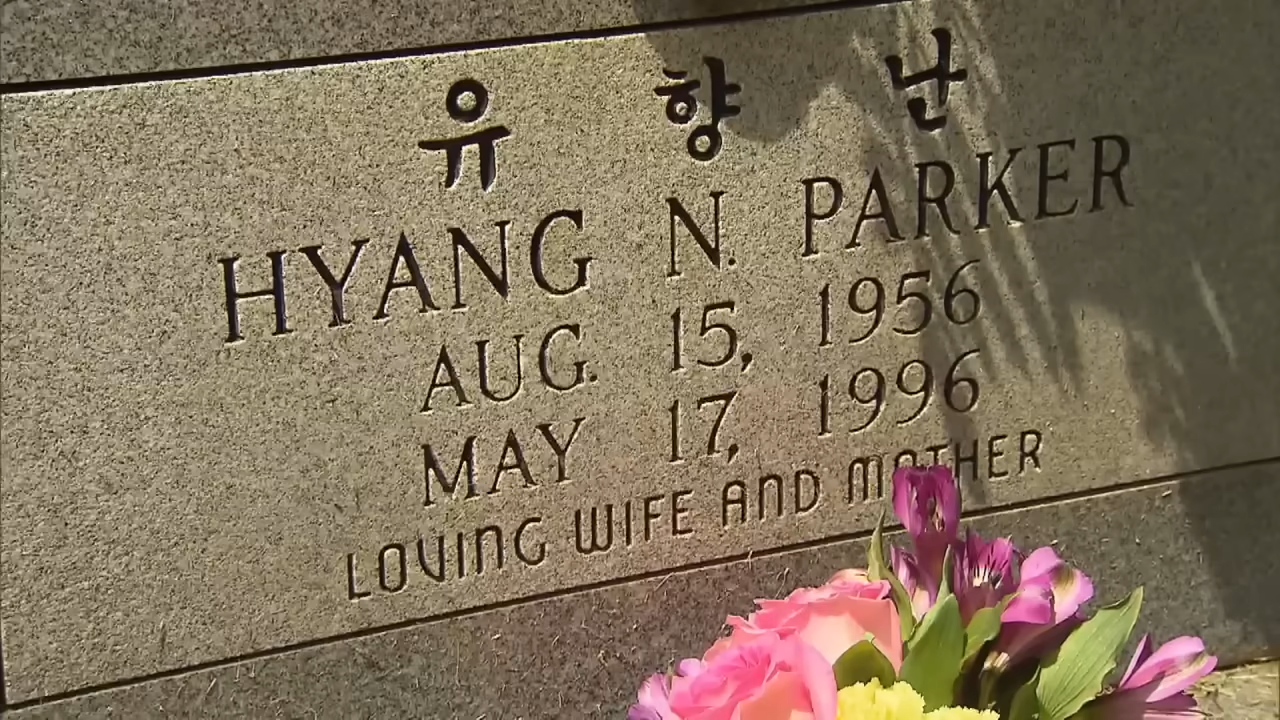 유 향 난
HYANG N. PARKER
AUG. 15, 1956
MAY 17, 1996
LOVING WIFE AND MOTHER